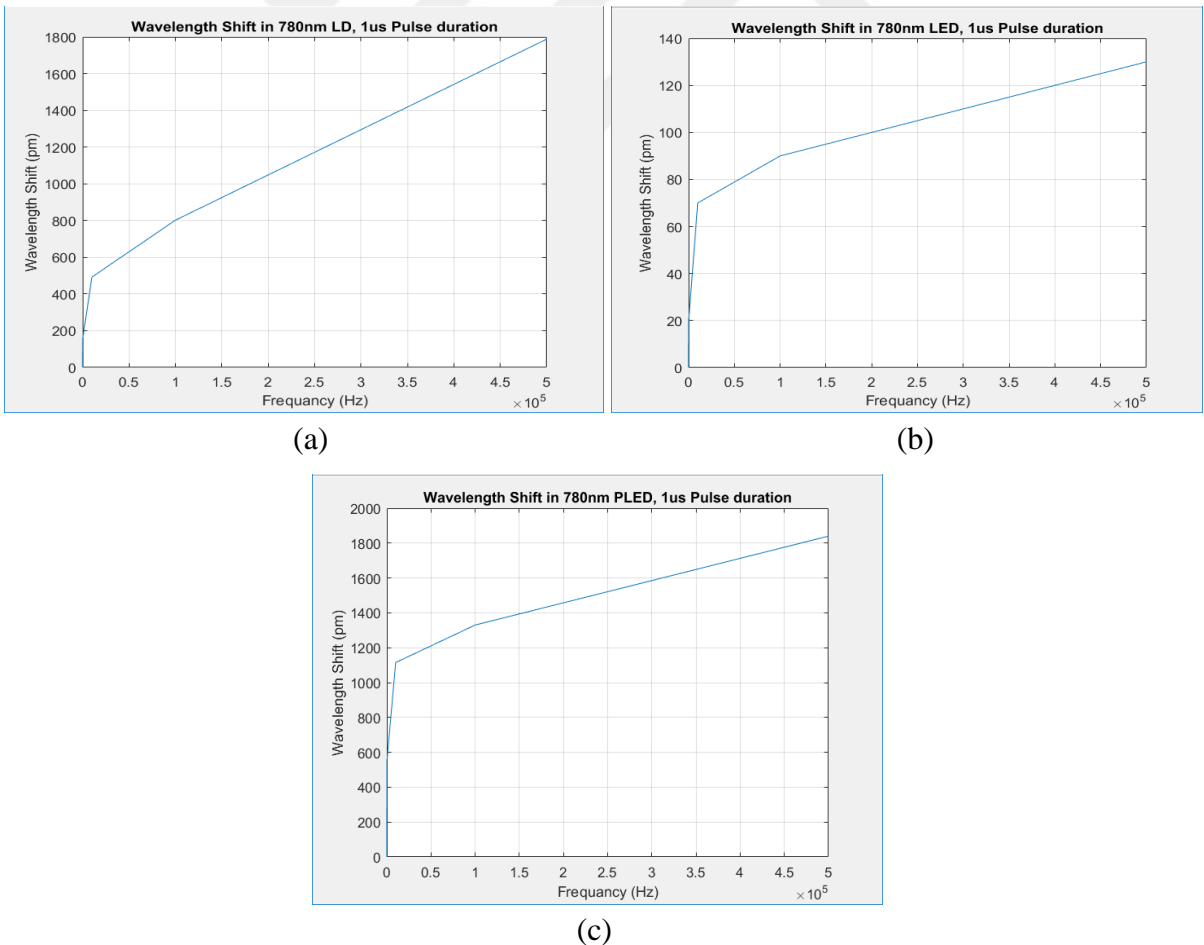 Wavelength Shift in 780nm LD, 1us Pulse duration
1800
1600
1400
1200
1000
800
600
400
200
0
Wavelength Shift (pm)
0 0.5 1 1.5 2 2.5 3 3.5 4 4.5 5
Frequancy (Hz)
×10^5
(a)
Wavelength Shift in 780nm LED, 1us Pulse duration
140
120
100
80
60
40
20
0
Wavelength Shift (pm)
0 0.5 1 1.5 2 2.5 3 3.5 4 4.5 5
Frequancy (Hz)
×10^5
(b)
Wavelength Shift in 780nm PLED, 1us Pulse duration
2000
1800
1600
1400
1200
1000
800
600
400
200
0
Wavelength Shift (pm)
0 0.5 1 1.5 2 2.5 3 3.5 4 4.5 5
Frequancy (Hz)
×10^5
(c)